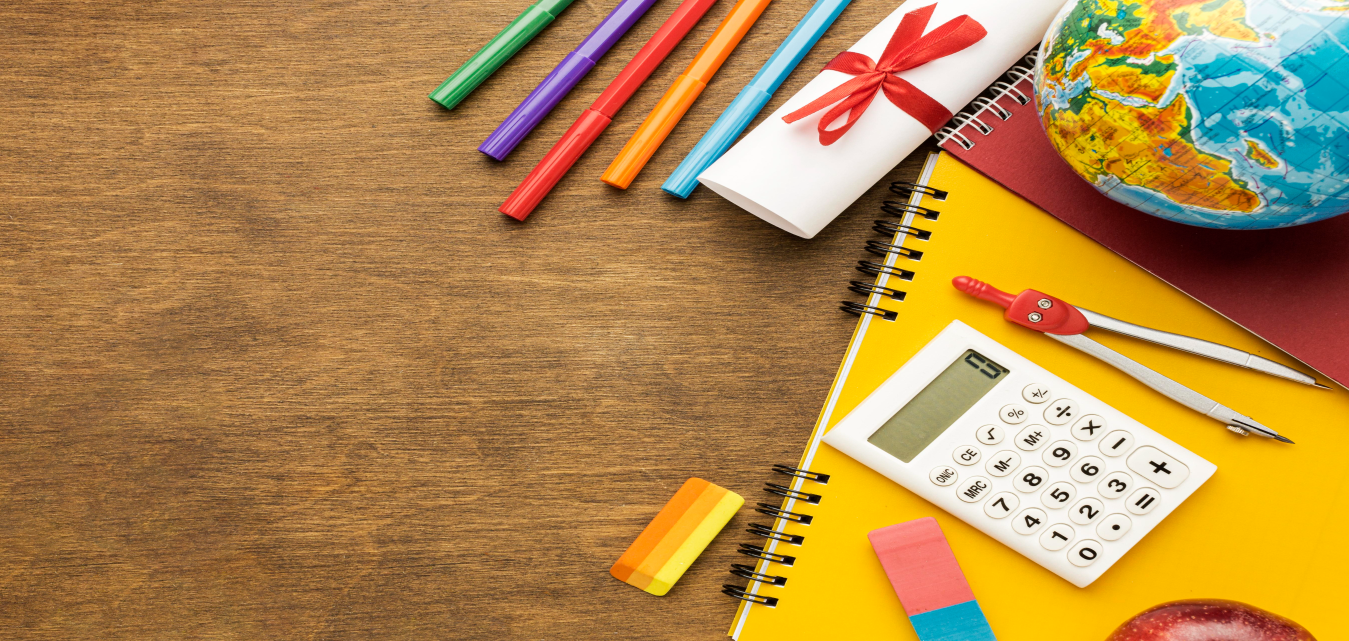 ON/C CE √ % +/-
MRC M- M+ ÷
7 8 9 ×
4 5 6 -
1 2 3 +
0 • =